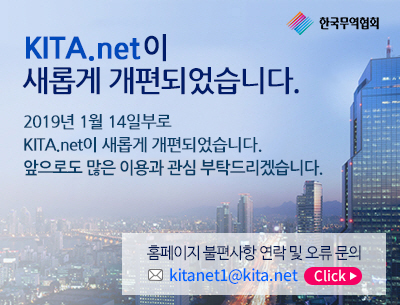 한국무역협회
KITA.net이
새롭게 개편되었습니다.
2019년 1월 14일부로
KITA.net이 새롭게 개편되었습니다.
앞으로도 많은 이용과 관심 부탁드리겠습니다.
홈페이지 불편사항 연락 및 오류 문의
kitanet1@kita.net Click